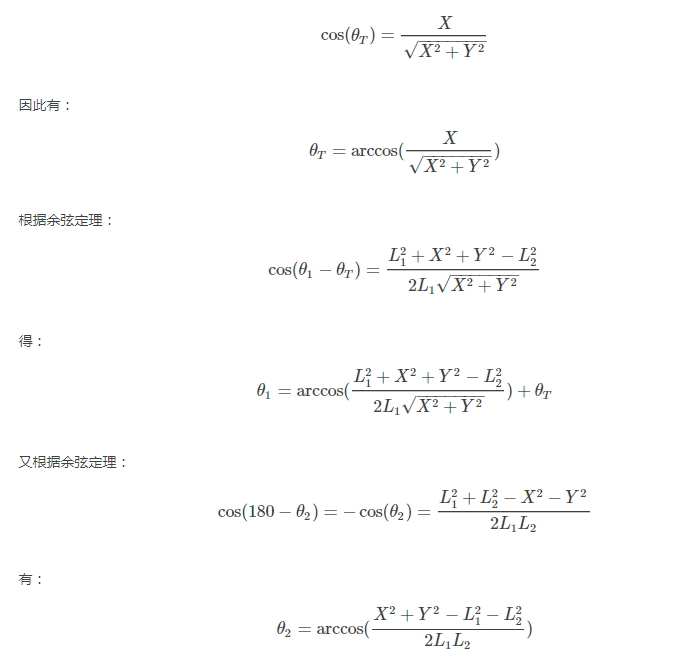 $$\cos(\theta_T) = \frac{X}{\sqrt{X^2 + Y^2}}$$
因此有：
$$\theta_T = \arccos(\frac{X}{\sqrt{X^2 + Y^2}})$$
根据余弦定理：
$$\cos(\theta_1 - \theta_T) = \frac{L_1^2 + X^2 + Y^2 - L_2^2}{2L_1\sqrt{X^2 + Y^2}}$$
得：
$$\theta_1 = \arccos(\frac{L_1^2 + X^2 + Y^2 - L_2^2}{2L_1\sqrt{X^2 + Y^2}}) + \theta_T$$
又根据余弦定理：
$$\cos(180 - \theta_2) = -\cos(\theta_2) = \frac{L_1^2 + L_2^2 - X^2 - Y^2}{2L_1L_2}$$
有：
$$\theta_2 = \arccos(\frac{X^2 + Y^2 - L_1^2 - L_2^2}{2L_1L_2})$$